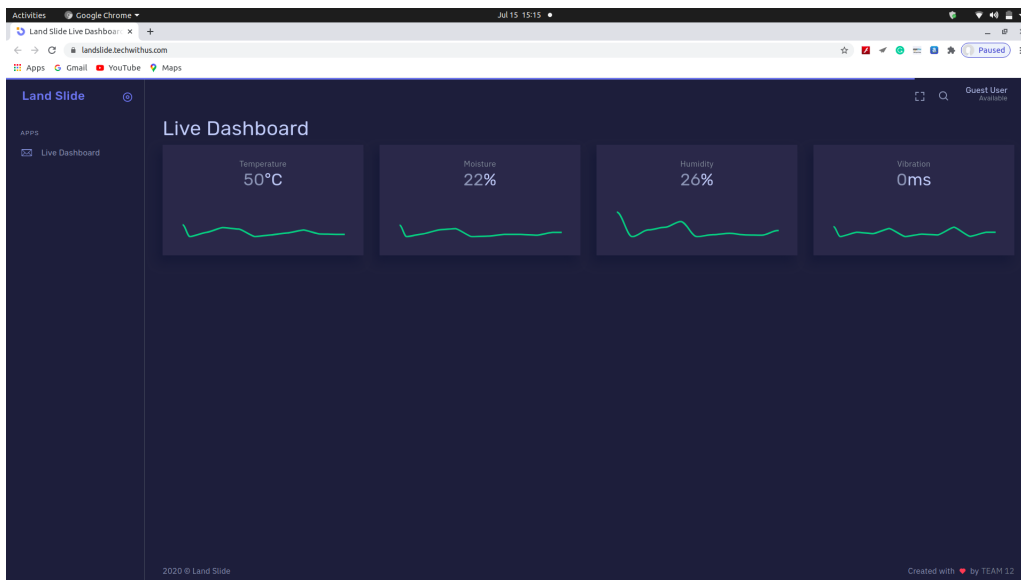 Activities Google Chrome Jul 15 15:15
Land Slide Live Dashboar
landslide.techwithus.com Paused
Apps Gmail YouTube Maps
Land Slide
Guest User
Available
APPS
Live Dashboard
Live Dashboard
Temperature
50°C
Moisture
22%
Humidity
26%
Vibration
0ms
2020 © Land Slide
Created with ❤ by TEAM 12